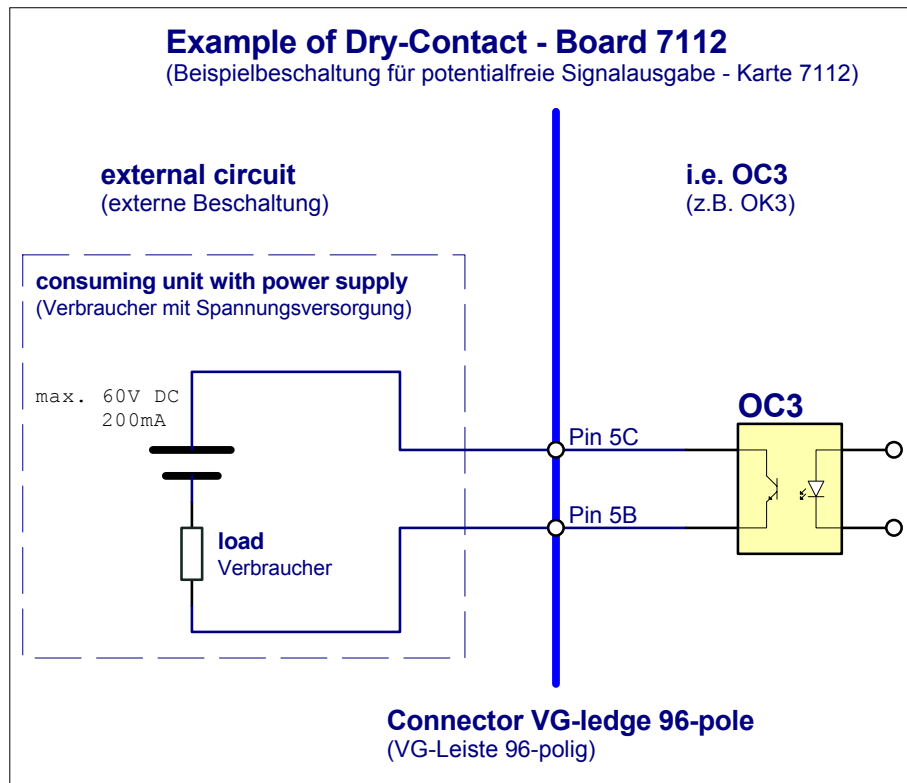 Example of Dry-Contact - Board 7112
(Beispielbeschaltung für potentialfreie Signalausgabe - Karte 7112)
external circuit
(externe Beschaltung)
i.e. OC3
(z.B. OK3)
consuming unit with power supply
(Verbraucher mit Spannungsversorgung)
max. 60V DC
200mA
OC3
Pin 5C
Pin 5B
load
Verbraucher
Connector VG-ledge 96-pole
(VG-Leiste 96-polig)